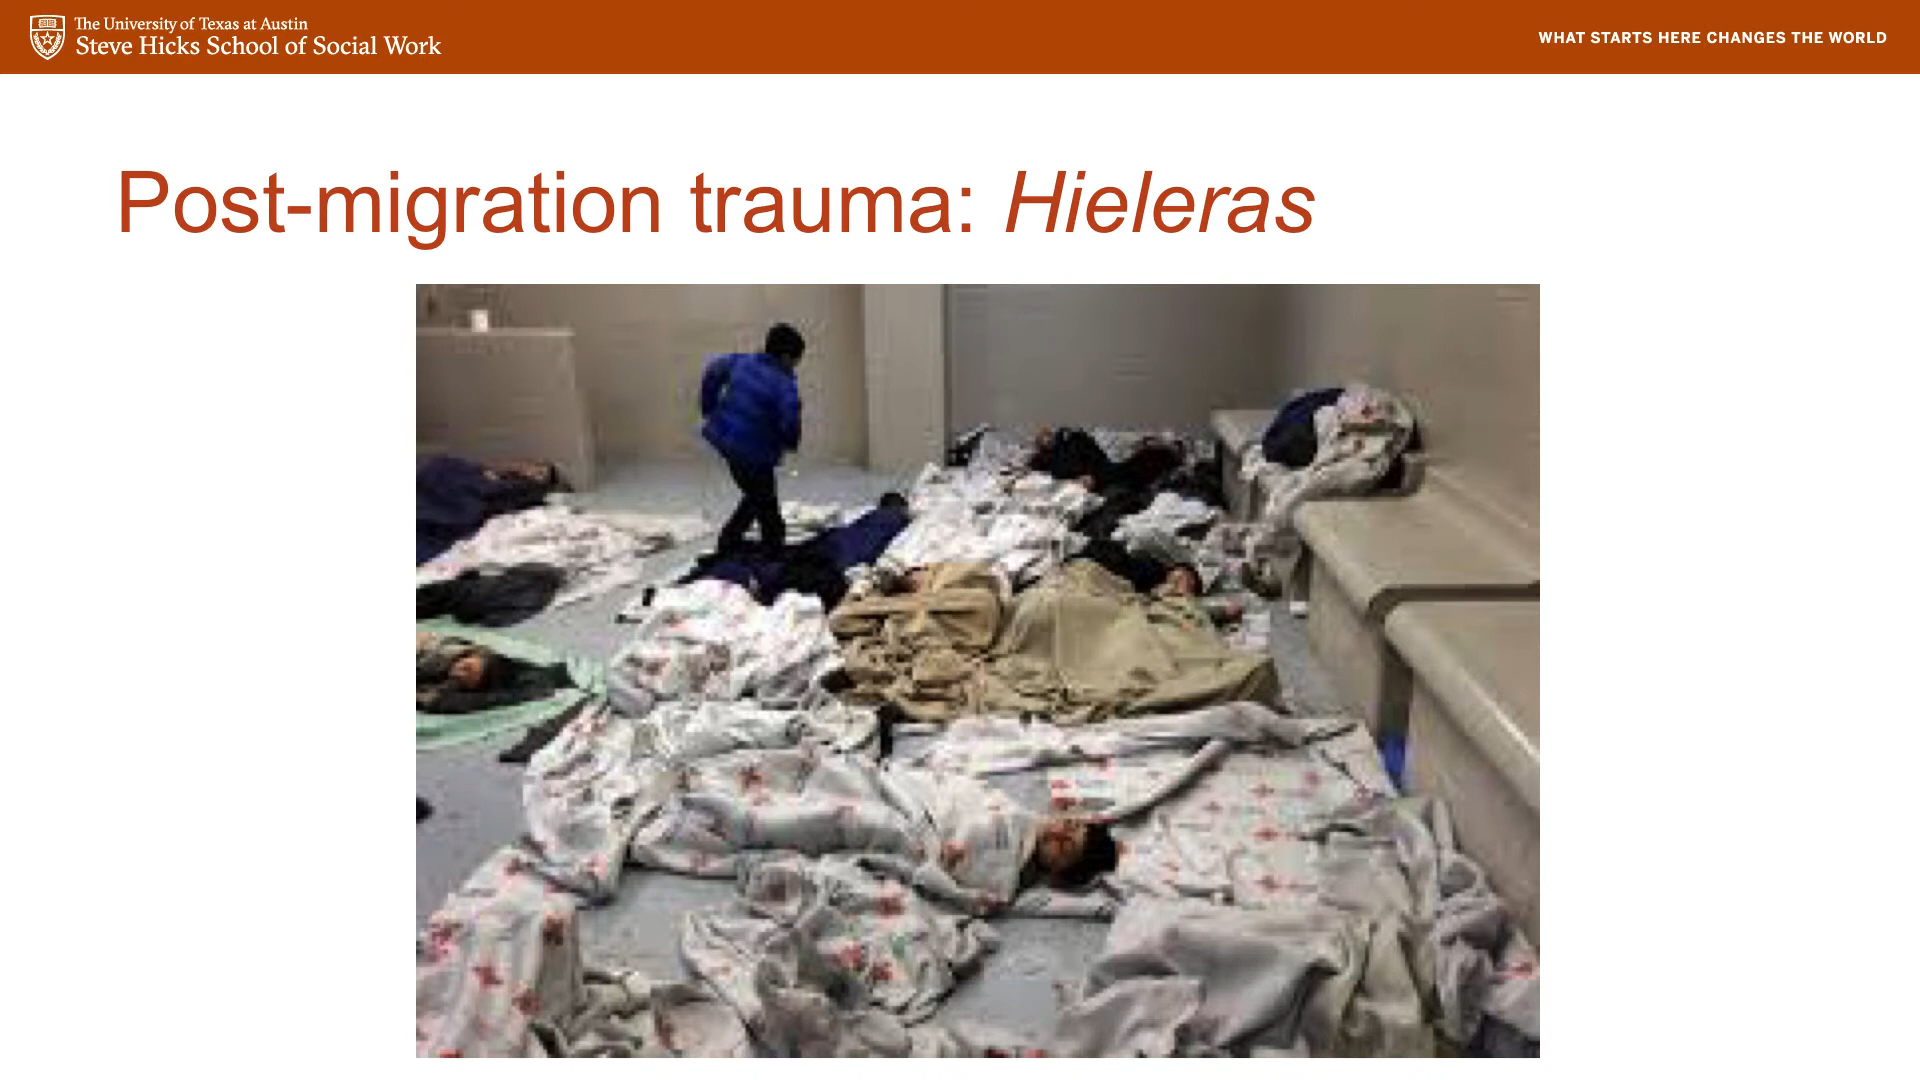 The University of Texas at Austin
Steve Hicks School of Social Work
WHAT STARTS HERE CHANGES THE WORLD
Post-migration trauma: Hieleras